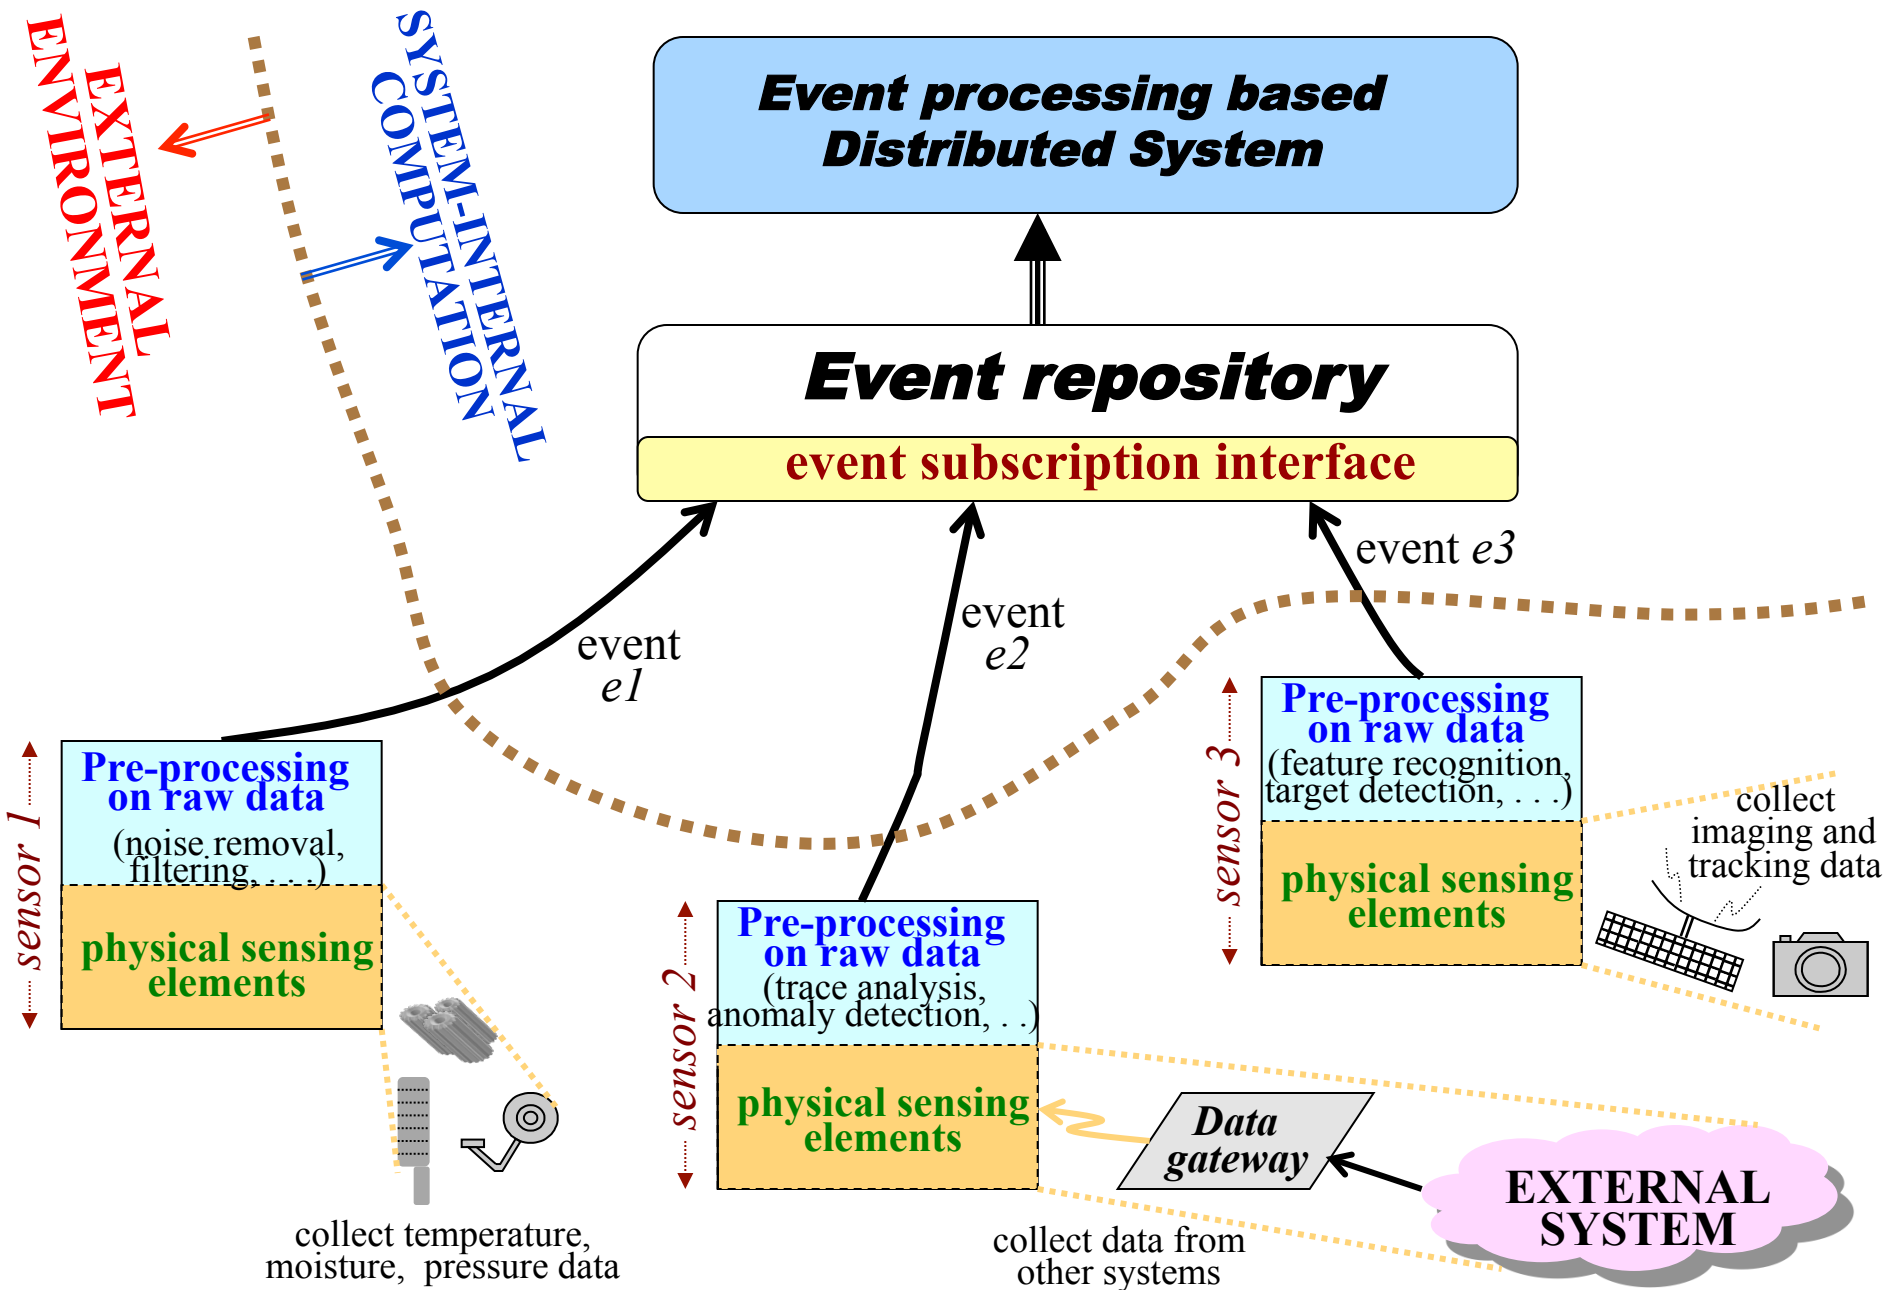 EXTERNAL
ENVIRONMENT
SYSTEM-INTERNAL
COMPUTATION
Event processing based
Distributed System
Event repository
event subscription interface
event e3
event
e2
event
e1
sensor 1
Pre-processing
on raw data
(noise removal,
filtering, . . .)
physical sensing
elements
collect temperature,
moisture, pressure data
sensor 2
Pre-processing
on raw data
(trace analysis,
anomaly detection, . .)
physical sensing
elements
Data
gateway
EXTERNAL
SYSTEM
collect data from
other systems
sensor 3
Pre-processing
on raw data
(feature recognition,
target detection, . . .)
physical sensing
elements
collect
imaging and
tracking data